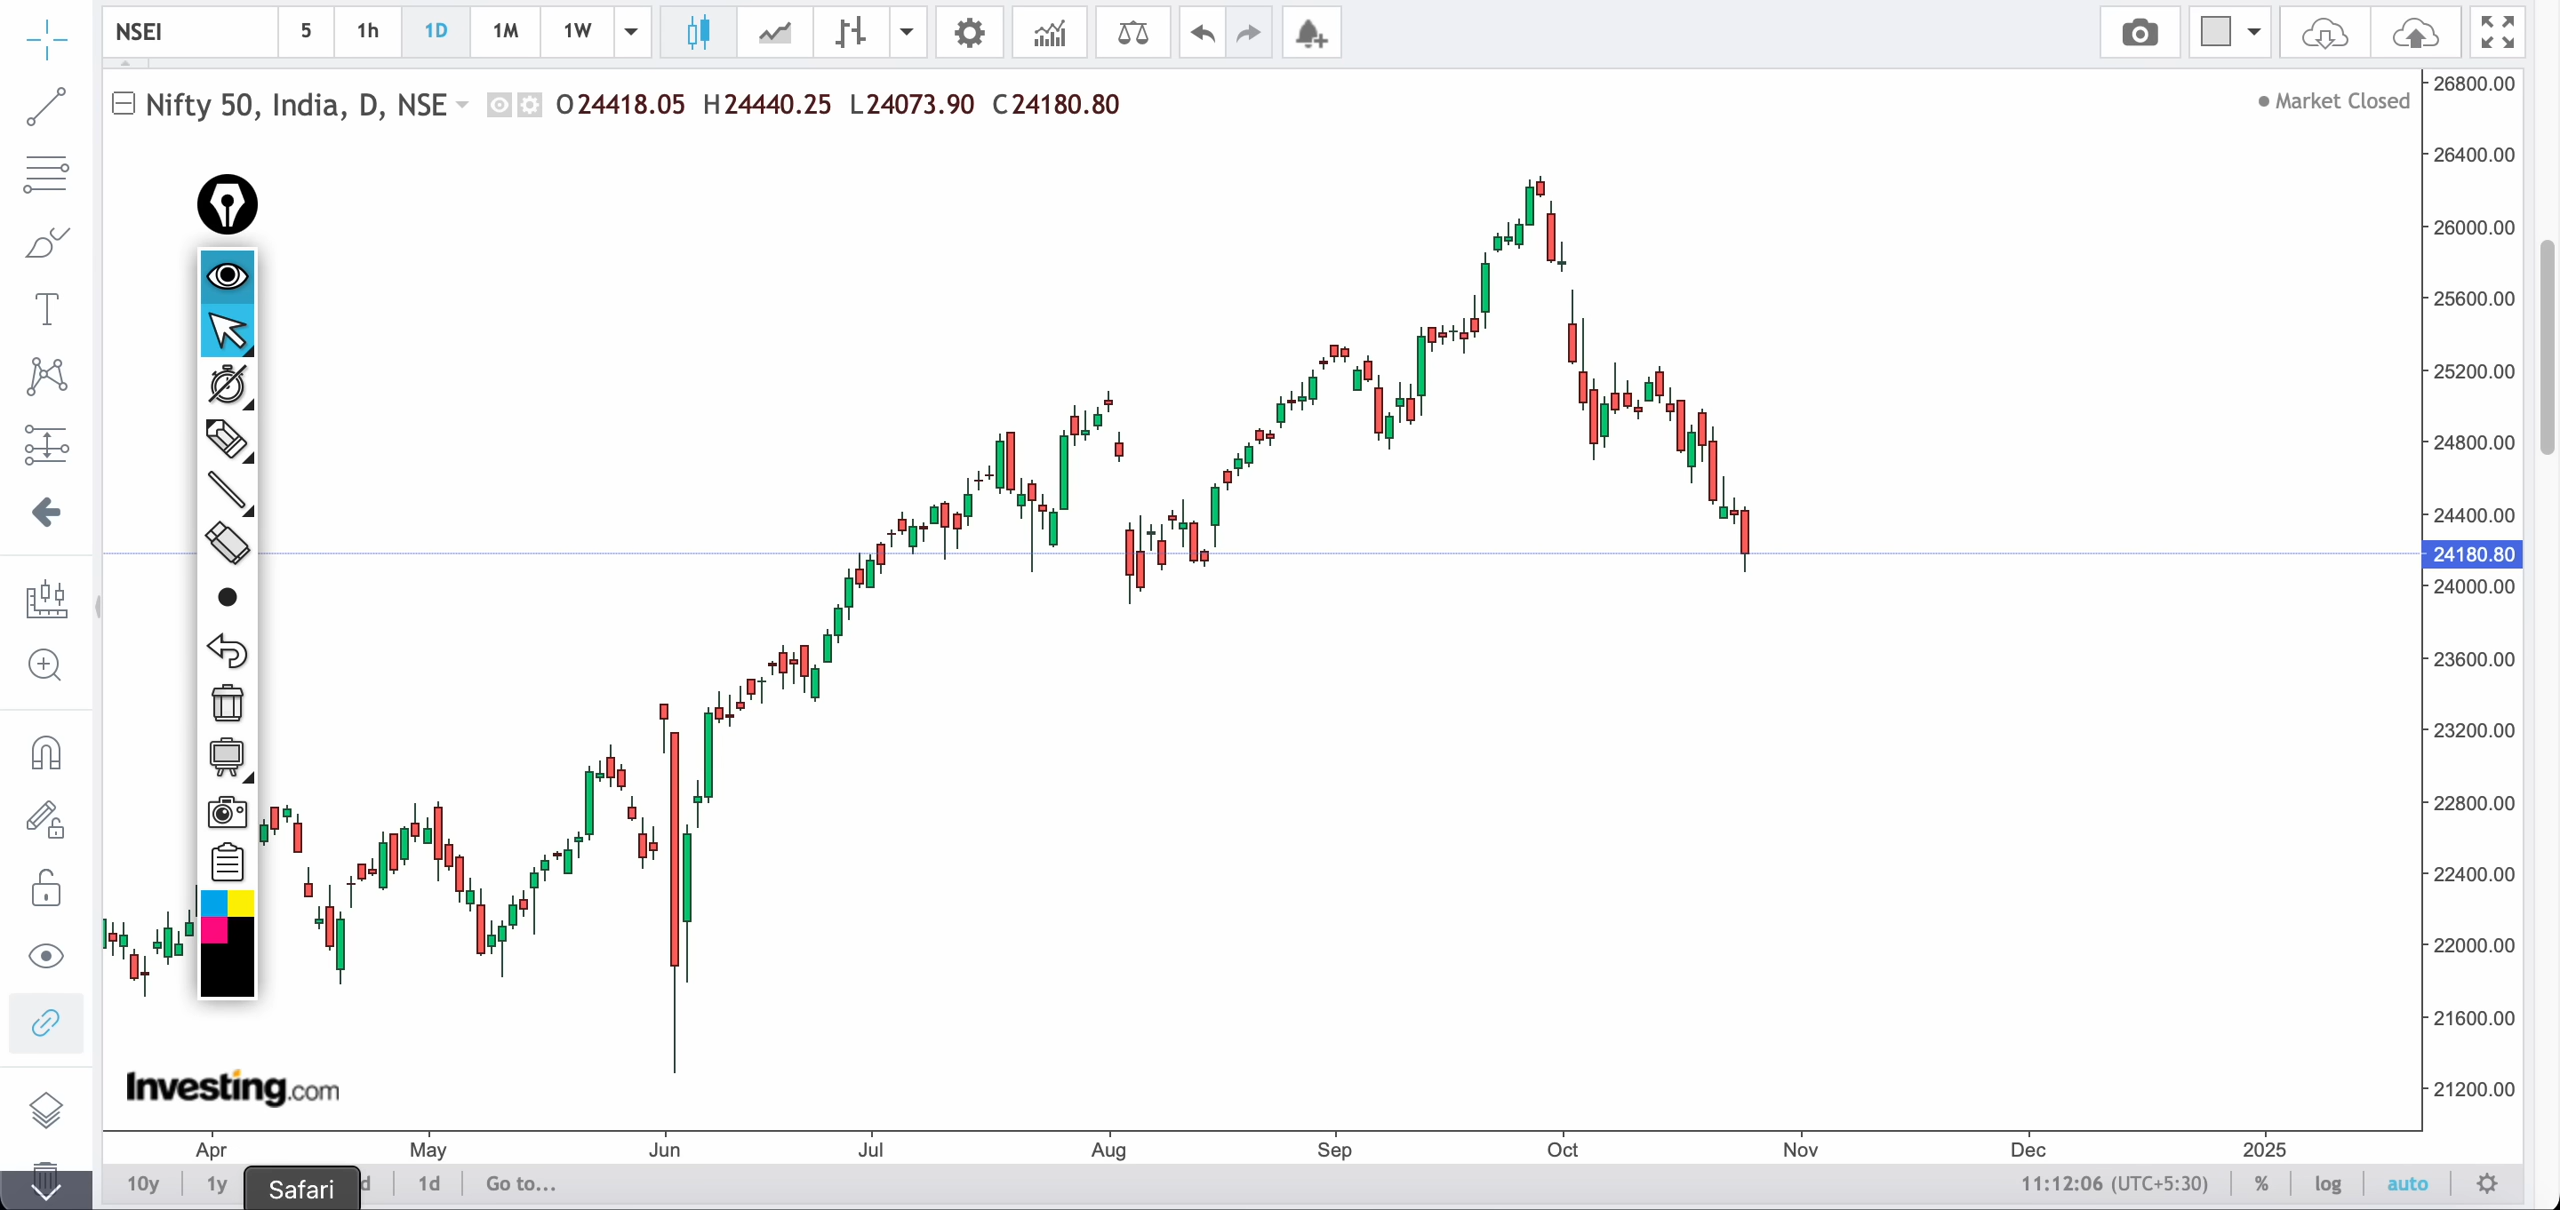 NSEI 5 1h 1D 1M 1W
Nifty 50, India, D, NSE O24418.05 H24440.25 L24073.90 C24180.80
Market Closed
26800.00
26400.00
26000.00
25600.00
25200.00
24800.00
24400.00
24180.80
24000.00
23600.00
23200.00
22800.00
22400.00
22000.00
21600.00
21200.00
Investing.com
Apr May Jun Jul Aug Sep Oct Nov Dec 2025
10y 1y d 1d Go to... 11:12:06 (UTC+5:30) % log auto
Safari